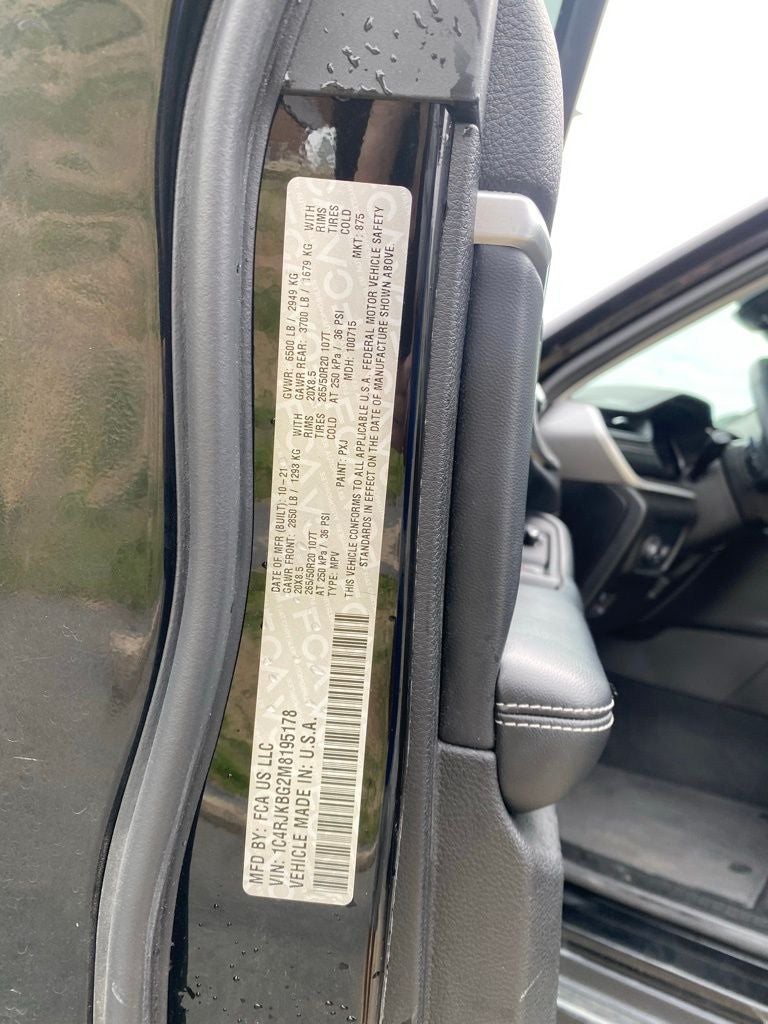 MFD BY: FCA US LLC
DATE OF MFR (BUILT): 10-21
GVWR: 6500 LB / 2949 KG
GAWR FRONT: 2850 LB / 1293 KG WITH
GAWR REAR: 3700 LB / 1679 KG WITH
20X8.5 RIMS
20X8.5 RIMS
265/50R20 107T TIRES
265/50R20 107T TIRES
AT 250 kPa / 36 PSI COLD
AT 250 kPa / 36 PSI COLD
VIN: 1C4RJKBG2M8195178
TYPE: MPV
PAINT: PXJ
MDH: 100715
MKT: 875
VEHICLE MADE IN: U.S.A.
THIS VEHICLE CONFORMS TO ALL APPLICABLE U.S.A. FEDERAL MOTOR VEHICLE SAFETY
STANDARDS IN EFFECT ON THE DATE OF MANUFACTURE SHOWN ABOVE.